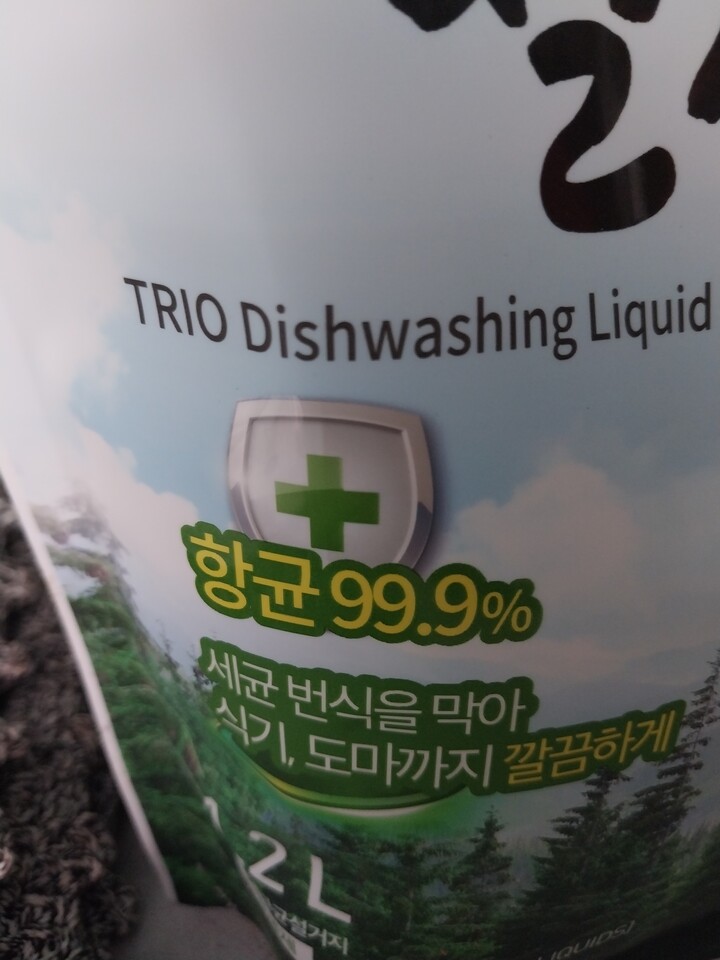 TRIO Dishwashing Liquid
항균 99.9%
세균 번식을 막아
식기, 도마까지 깔끔하게
2 L